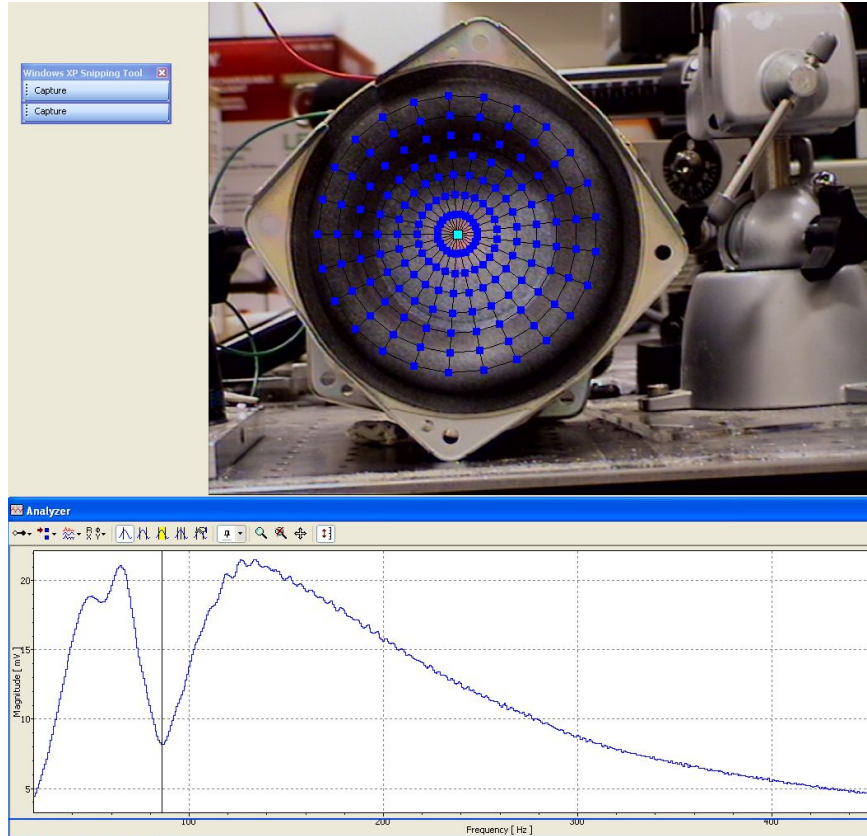 Windows XP Snipping Tool
Capture
Capture
Analyzer
Magnitude [ mV ]
20
15
10
5
100
200
300
400
Frequency [ Hz ]